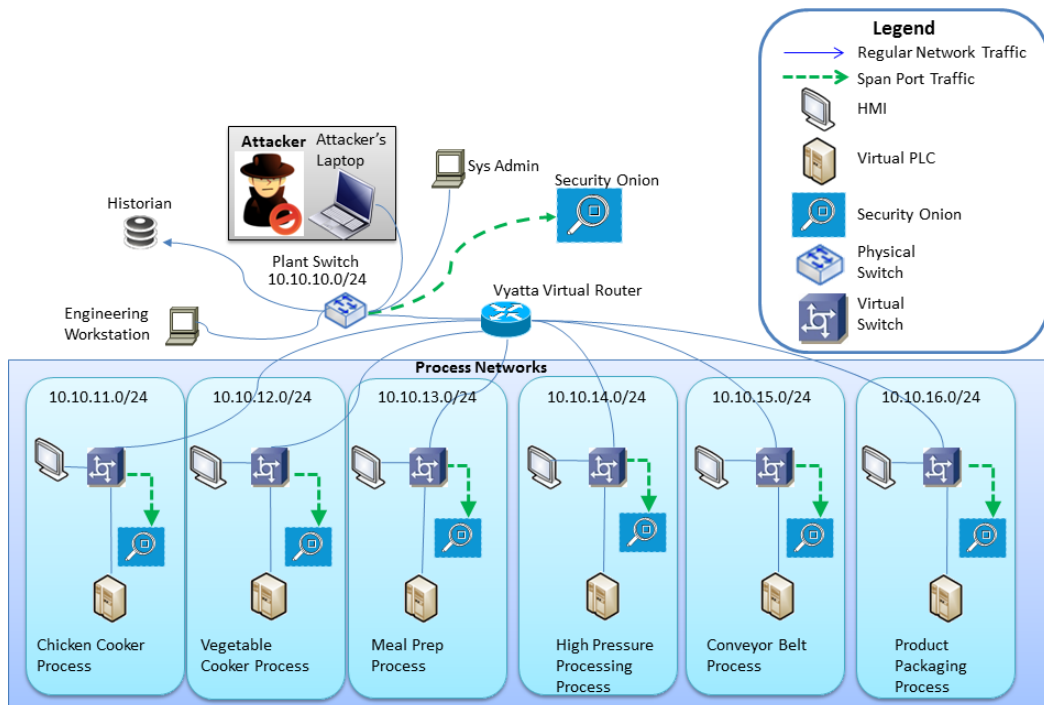 Legend
Regular Network Traffic
Span Port Traffic
HMI
Virtual PLC
Security Onion
Physical
Switch
Virtual
Switch
Attacker
Attacker's
Laptop
Sys Admin
Security Onion
Historian
Plant Switch
10.10.10.0/24
Vyatta Virtual Router
Engineering
Workstation
Process Networks
10.10.11.0/24
10.10.12.0/24
10.10.13.0/24
10.10.14.0/24
10.10.15.0/24
10.10.16.0/24
Chicken Cooker
Process
Vegetable
Cooker Process
Meal Prep
Process
High Pressure
Processing
Process
Conveyor Belt
Process
Product
Packaging
Process